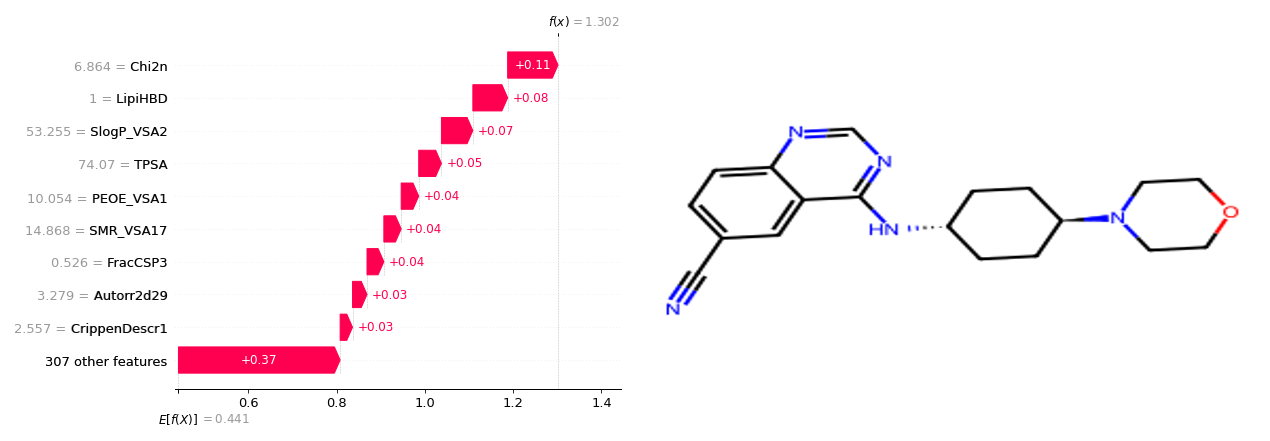 f(x) = 1.302
6.864 = Chi2n
+0.11
1 = LipiHBD
+0.08
53.255 = SlogP_VSA2
+0.07
74.07 = TPSA
+0.05
10.054 = PEOE_VSA1
+0.04
14.868 = SMR_VSA17
+0.04
0.526 = FracCSP3
+0.04
3.279 = Autorr2d29
+0.03
2.557 = CrippenDescr1
+0.03
307 other features
+0.37
0.6 0.8 1.0 1.2 1.4
E[f(X)] = 0.441
N
N
HN
N
O
N